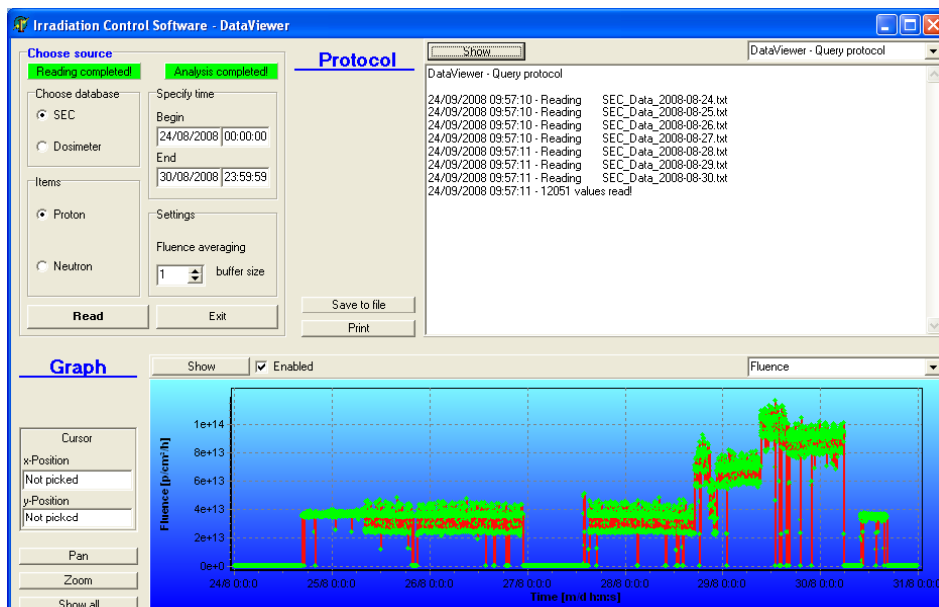 Irradiation Control Software - DataViewer
Choose source
Reading completed!
Analysis completed!
Choose database
SEC
Dosimeter
Specify time
Begin
24/08/2008 00:00:00
End
30/08/2008 23:59:59
Items
Proton
Neutron
Settings
Fluence averaging
1 buffer size
Read
Exit
Protocol
Save to file
Print
Show
DataViewer - Query protocol
DataViewer - Query protocol
24/09/2008 09:57:10 - Reading SEC_Data_2008-08-24.txt
24/09/2008 09:57:10 - Reading SEC_Data_2008-08-25.txt
24/09/2008 09:57:10 - Reading SEC_Data_2008-08-26.txt
24/09/2008 09:57:10 - Reading SEC_Data_2008-08-27.txt
24/09/2008 09:57:11 - Reading SEC_Data_2008-08-28.txt
24/09/2008 09:57:11 - Reading SEC_Data_2008-08-29.txt
24/09/2008 09:57:11 - Reading SEC_Data_2008-08-30.txt
24/09/2008 09:57:11 - 12051 values read!
Graph
Show
Enabled
Fluence
Cursor
x-Position
Not picked
y-Position
Not picked
Pan
Zoom
Show all
Fluence [p/cm²/h]
1e+14
8e+13
6e+13
4e+13
2e+13
0e+0
24/8 0:0:0 25/8 0:0:0 26/8 0:0:0 27/8 0:0:0 28/8 0:0:0 29/8 0:0:0 30/8 0:0:0 31/8 0:0:0
Time [m/d h:n:s]